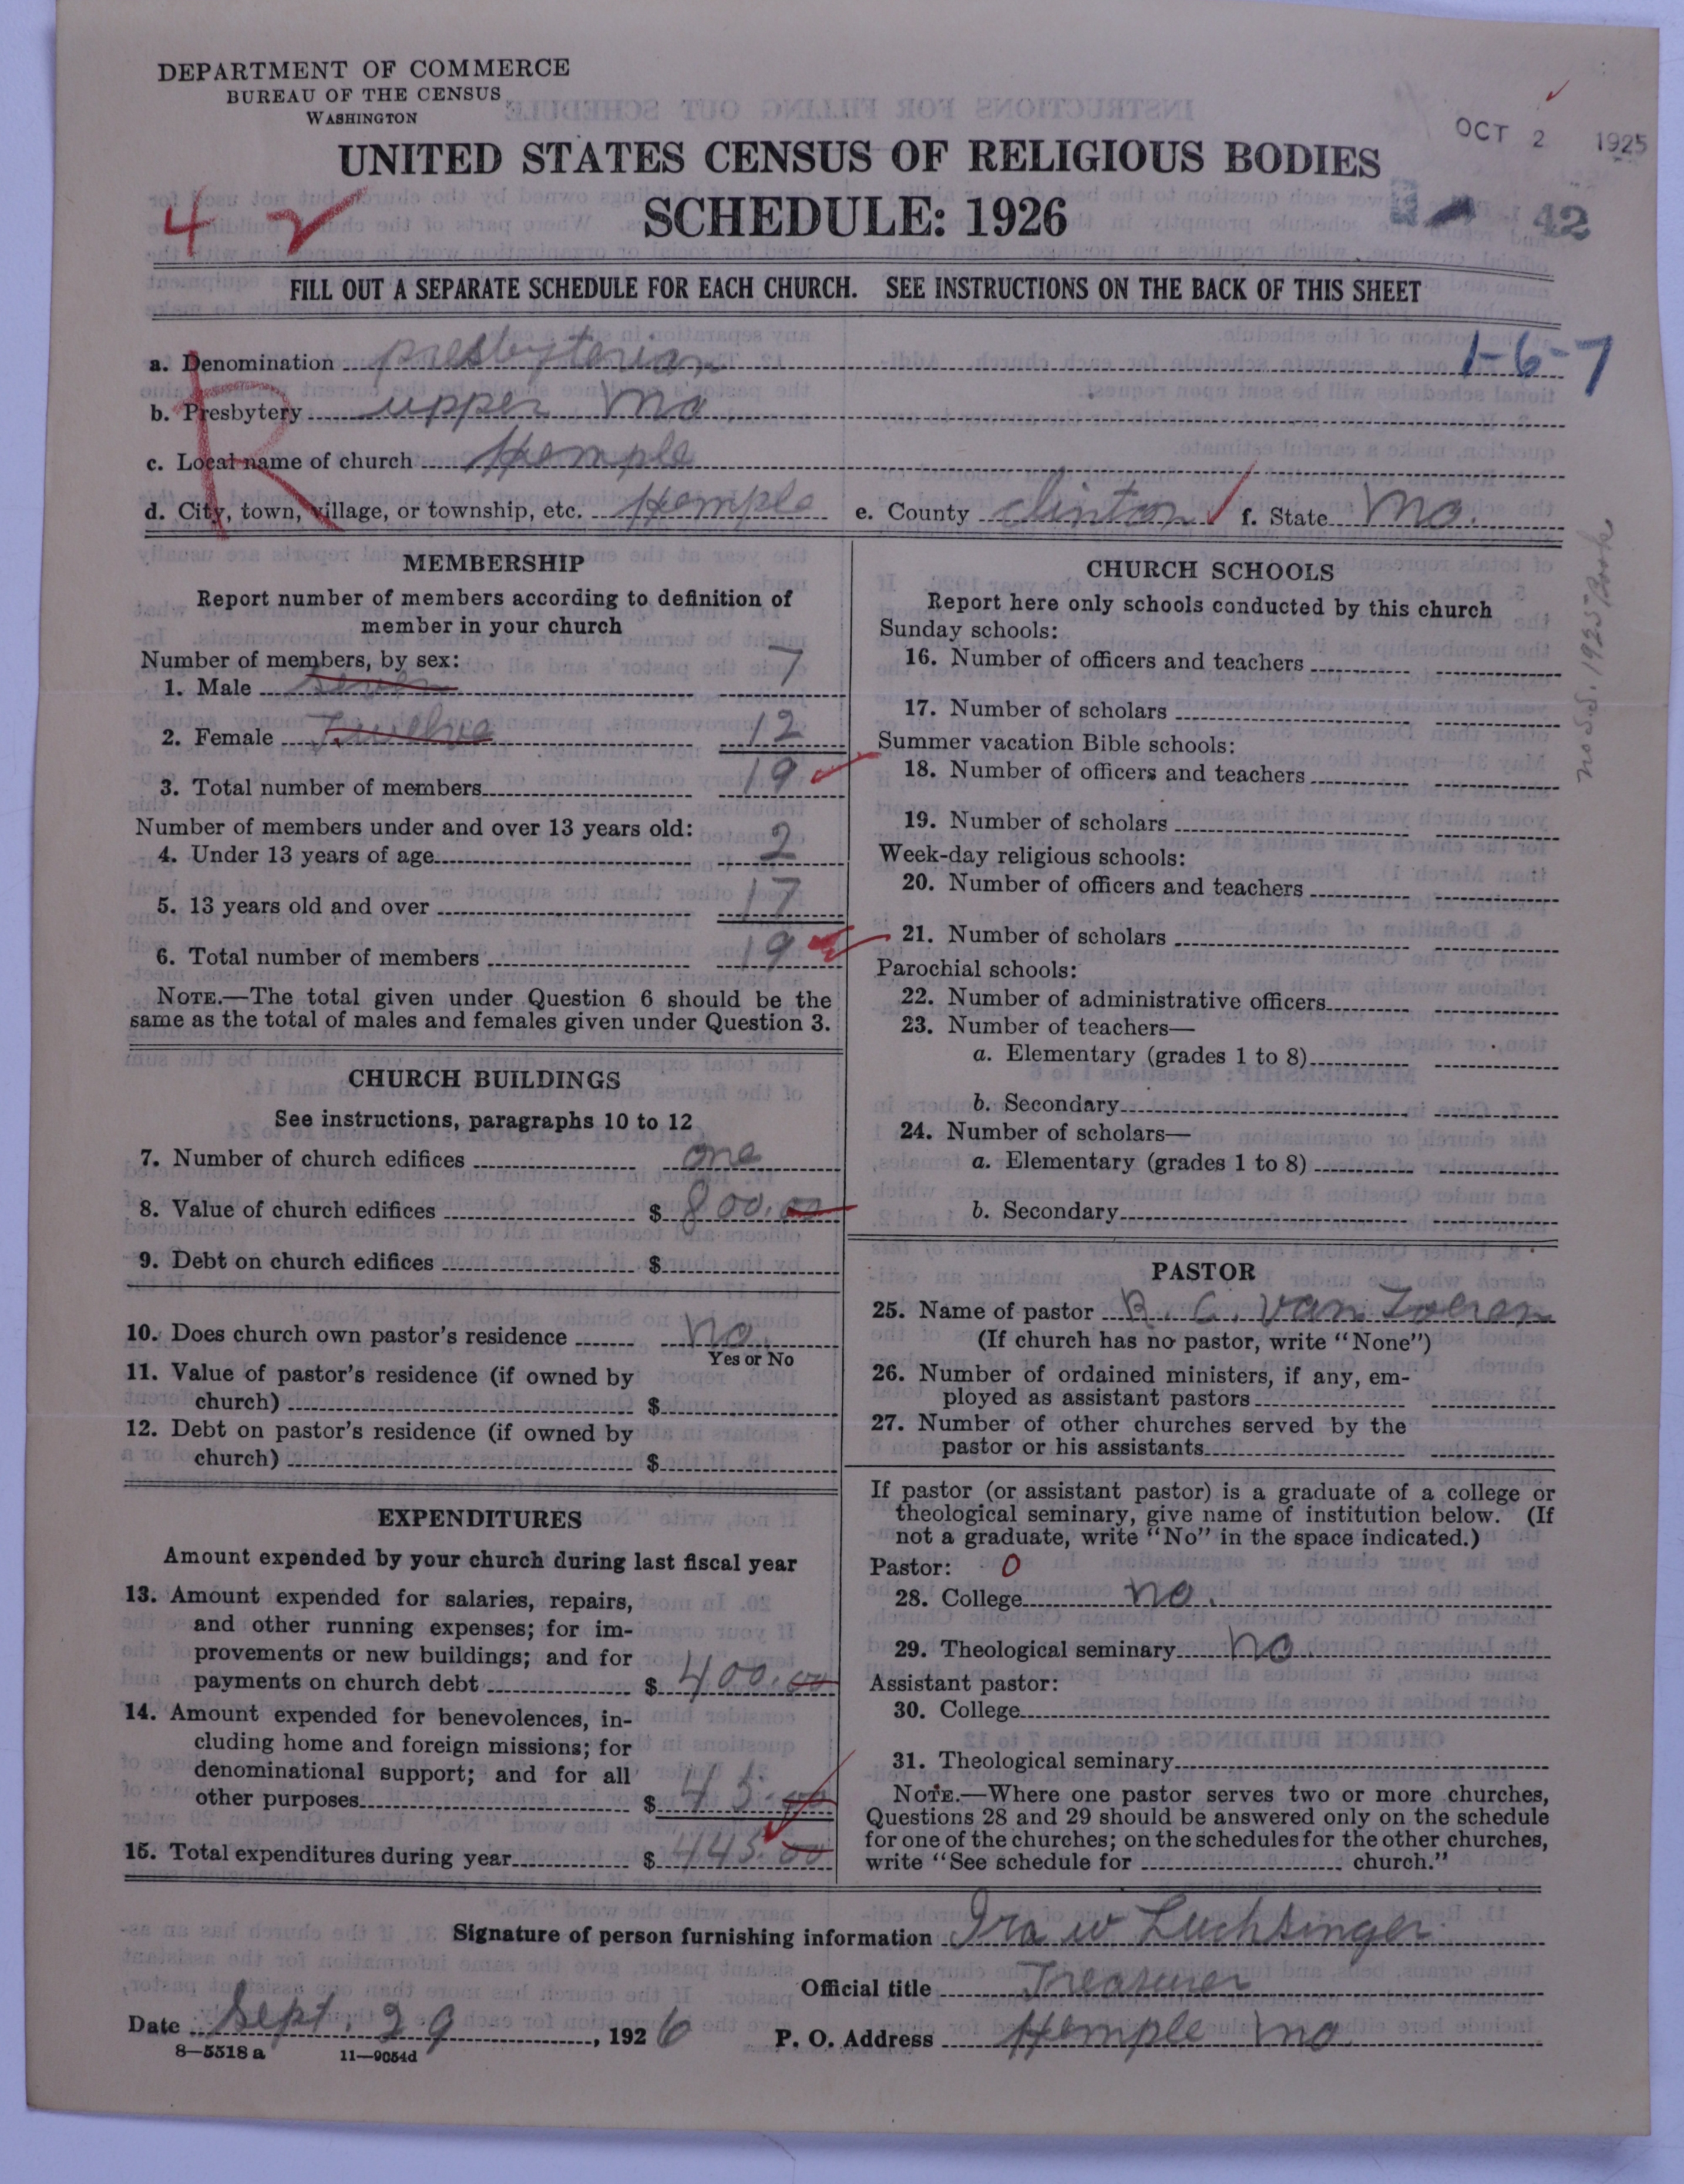 DEPARTMENT OF COMMERCE
BUREAU OF THE CENSUS
WASHINGTON
UNITED STATES CENSUS OF RELIGIOUS BODIES
SCHEDULE: 1926
OCT 2 1925
42
4
FILL OUT A SEPARATE SCHEDULE FOR EACH CHURCH. SEE INSTRUCTIONS ON THE BACK OF THIS SHEET
1-6-7
R
a. Denomination presbyterian
b. Presbytery upper Mo
c. Local name of church Hemple
d. City, town, village, or township, etc. Hemple e. County Clinton f. State Mo.
no S.S. 1925 Book
MEMBERSHIP
Report number of members according to definition of
member in your church
Number of members, by sex:
1. Male seven 7
2. Female Twelve 12
3. Total number of members 19
Number of members under and over 13 years old:
4. Under 13 years of age 2
5. 13 years old and over 17
6. Total number of members 19
NOTE.—The total given under Question 6 should be the
same as the total of males and females given under Question 3.
CHURCH BUILDINGS
See instructions, paragraphs 10 to 12
7. Number of church edifices one
8. Value of church edifices $ 800.00
9. Debt on church edifices $
10. Does church own pastor's residence no
Yes or No
11. Value of pastor's residence (if owned by
church) $
12. Debt on pastor's residence (if owned by
church) $
EXPENDITURES
Amount expended by your church during last fiscal year
13. Amount expended for salaries, repairs,
and other running expenses; for im-
provements or new buildings; and for
payments on church debt $ 400.00
14. Amount expended for benevolences, in-
cluding home and foreign missions; for
denominational support; and for all
other purposes $ 45.00
15. Total expenditures during year $ 445.00
CHURCH SCHOOLS
Report here only schools conducted by this church
Sunday schools:
16. Number of officers and teachers
17. Number of scholars
Summer vacation Bible schools:
18. Number of officers and teachers
19. Number of scholars
Week-day religious schools:
20. Number of officers and teachers
21. Number of scholars
Parochial schools:
22. Number of administrative officers
23. Number of teachers—
a. Elementary (grades 1 to 8)
b. Secondary
24. Number of scholars—
a. Elementary (grades 1 to 8)
b. Secondary
PASTOR
25. Name of pastor R. C. Van
(If church has no pastor, write "None")
26. Number of ordained ministers, if any, em-
ployed as assistant pastors
27. Number of other churches served by the
pastor or his assistants
If pastor (or assistant pastor) is a graduate of a college or
theological seminary, give name of institution below. (If
not a graduate, write "No" in the space indicated.)
Pastor: 0
28. College no.
29. Theological seminary no
Assistant pastor:
30. College
31. Theological seminary
NOTE.—Where one pastor serves two or more churches,
Questions 28 and 29 should be answered only on the schedule
for one of the churches; on the schedules for the other churches,
write "See schedule for church."
Signature of person furnishing information Ira W Luchsinger
Official title Treasurer
Date Sept. 29, 1926 P. O. Address Hemple Mo
8—5518 a 11—9054d